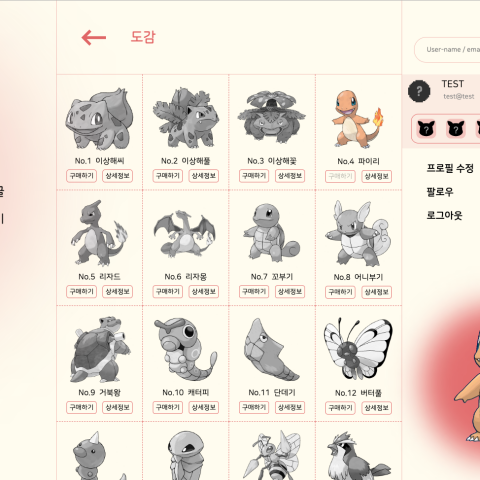 도감
User-name / ema
TEST
test@test
프로필 수정
팔로우
로그아웃
No.1 이상해씨
구매하기 상세정보
No.2 이상해풀
구매하기 상세정보
No.3 이상해꽃
구매하기 상세정보
No.4 파이리
구매하기 상세정보
No.5 리자드
구매하기 상세정보
No.6 리자몽
구매하기 상세정보
No.7 꼬부기
구매하기 상세정보
No.8 어니부기
구매하기 상세정보
No.9 거북왕
구매하기 상세정보
No.10 캐터피
구매하기 상세정보
No.11 단데기
구매하기 상세정보
No.12 버터플
구매하기 상세정보